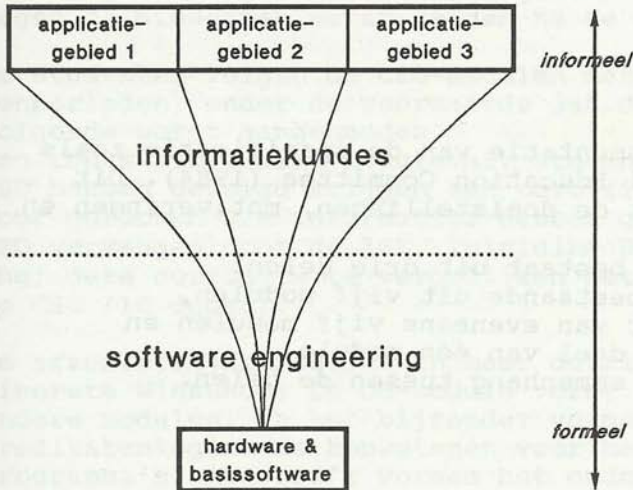 applicatie-
gebied 1
applicatie-
gebied 2
applicatie-
gebied 3
informeel
informatiekundes
software engineering
hardware &
basissoftware
formeel